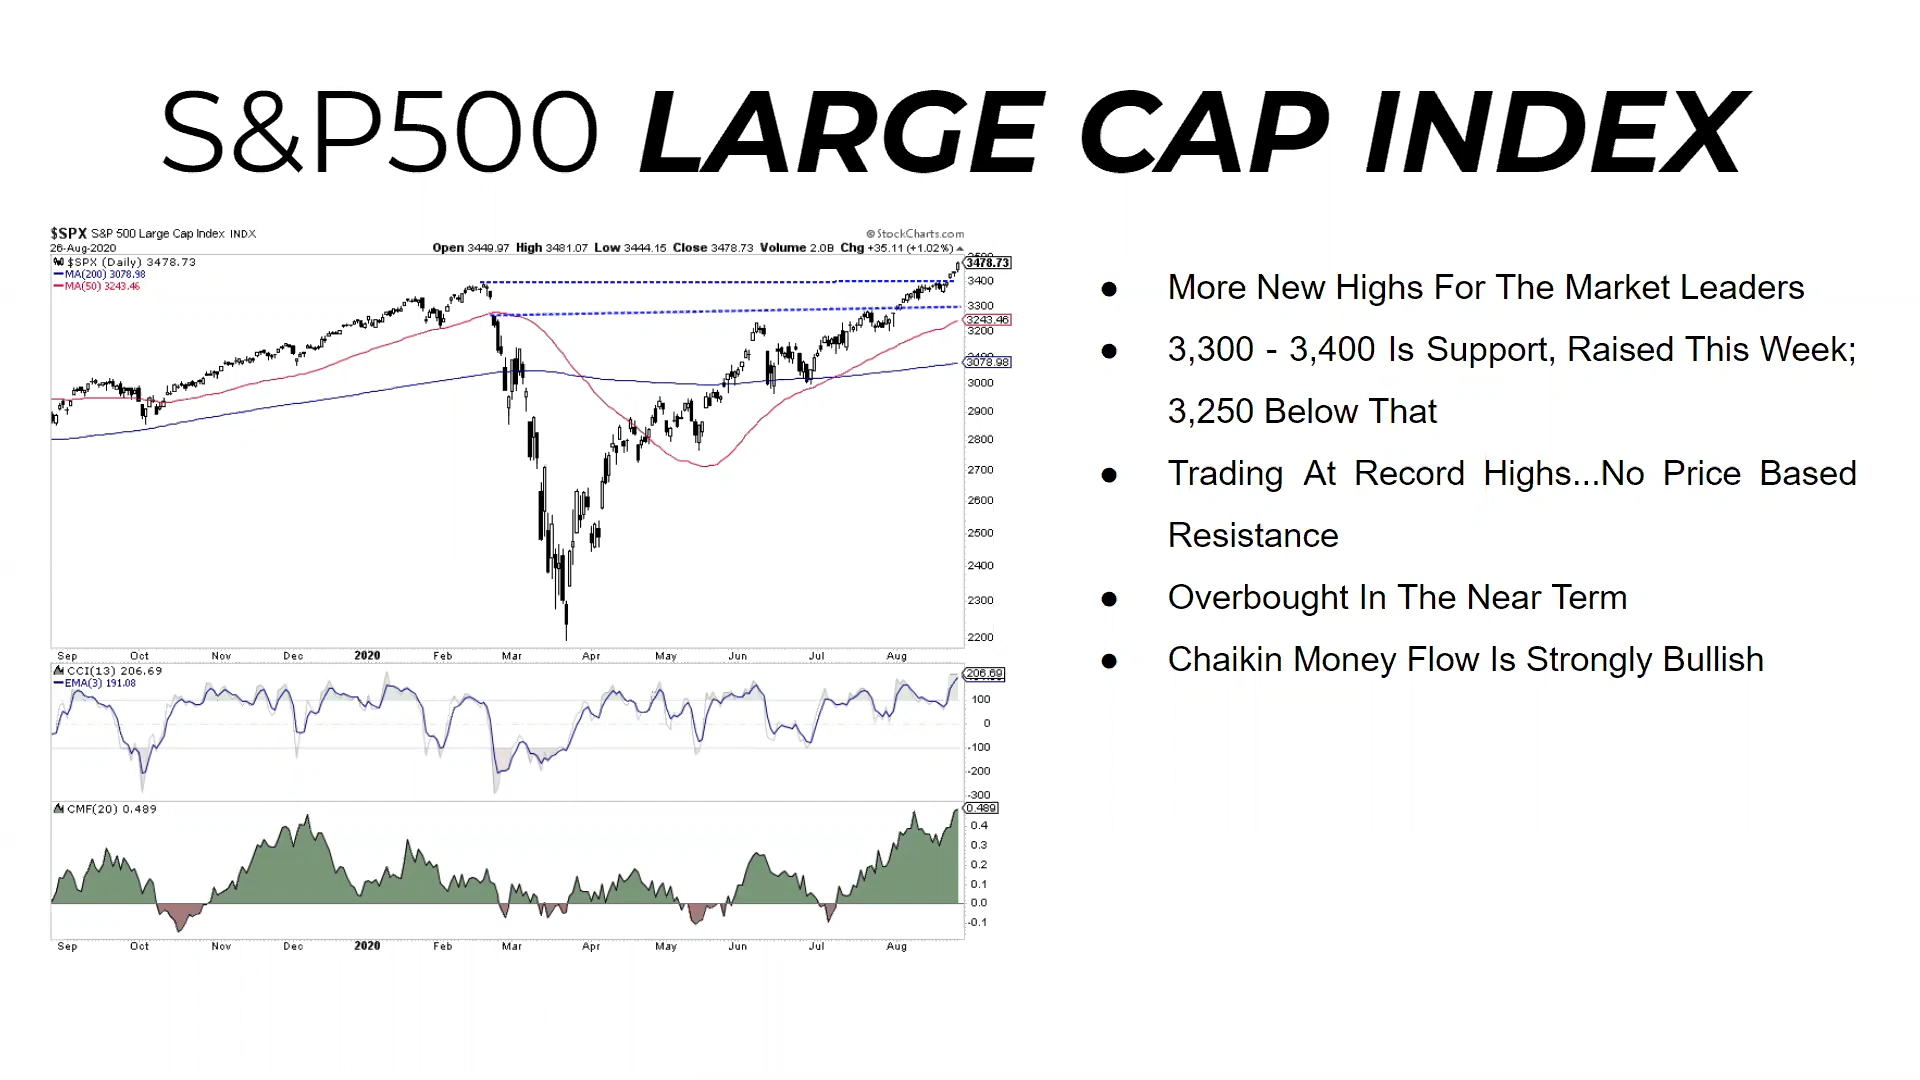 S&P500 LARGE CAP INDEX
$SPX S&P 500 Large Cap Index INDX
© StockCharts.com
26-Aug-2020
Open 3449.97 High 3481.07 Low 3444.15 Close 3478.73 Volume 2.0B Chg +35.11 (+1.02%)
$SPX (Daily) 3478.73
MA(200) 3078.98
MA(50) 3243.46
3478.73
3400
3300
3243.46
3200
3078.98
3000
2900
2800
2700
2600
2500
2400
2300
2200
Sep Oct Nov Dec 2020 Feb Mar Apr May Jun Jul Aug
CCI(13) 206.69
EMA(3) 191.08
206.69
100
0
-100
-200
-300
CMF(20) 0.489
0.489
0.4
0.3
0.2
0.1
0.0
-0.1
Sep Oct Nov Dec 2020 Feb Mar Apr May Jun Jul Aug
● More New Highs For The Market Leaders
● 3,300 - 3,400 Is Support, Raised This Week;
3,250 Below That
● Trading At Record Highs...No Price Based
Resistance
● Overbought In The Near Term
● Chaikin Money Flow Is Strongly Bullish